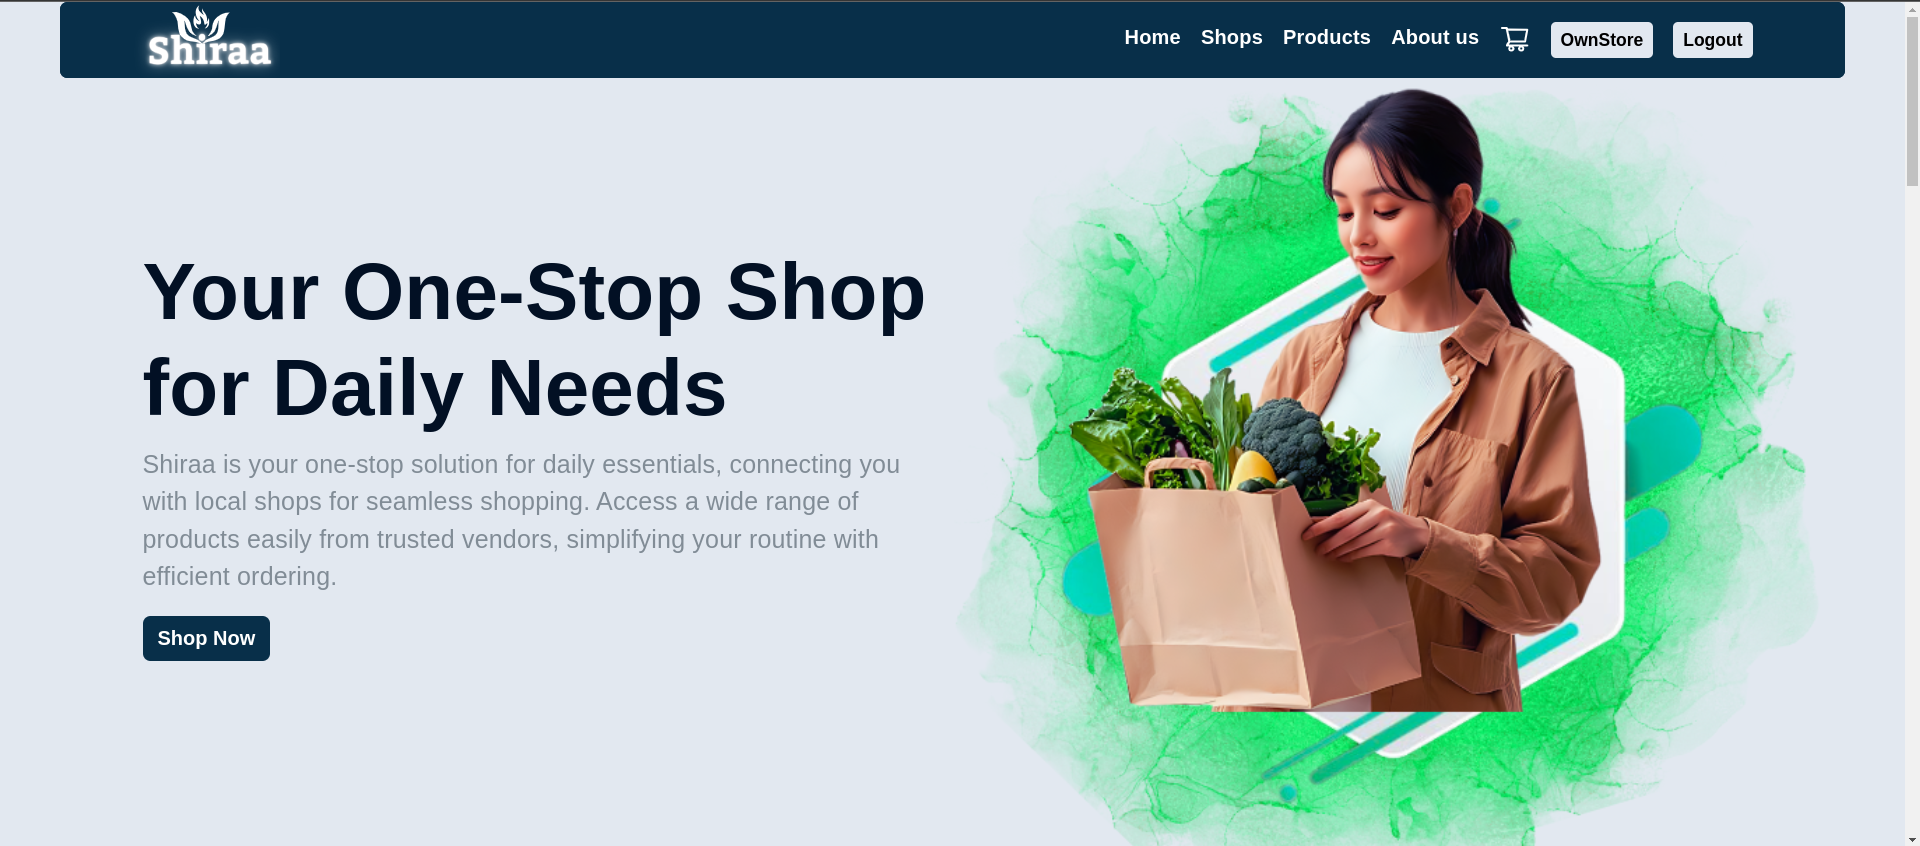 Shiraa
Home
Shops
Products
About us
OwnStore
Logout
Your One-Stop Shop
for Daily Needs
Shiraa is your one-stop solution for daily essentials, connecting you
with local shops for seamless shopping. Access a wide range of
products easily from trusted vendors, simplifying your routine with
efficient ordering.
Shop Now